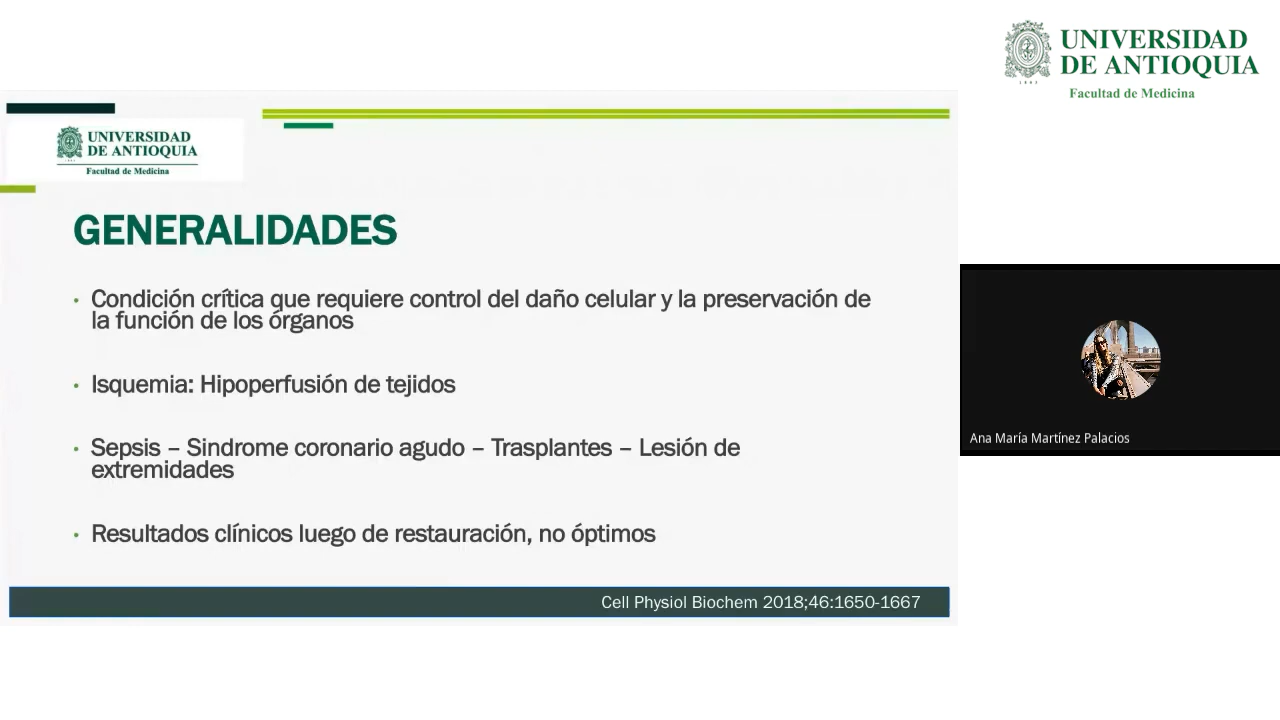 UNIVERSIDAD
DE ANTIOQUIA
1803
Facultad de Medicina
UNIVERSIDAD
DE ANTIOQUIA
Facultad de Medicina
GENERALIDADES
• Condición crítica que requiere control del daño celular y la preservación de
la función de los órganos
• Isquemia: Hipoperfusión de tejidos
• Sepsis – Sindrome coronario agudo – Trasplantes – Lesión de
extremidades
• Resultados clínicos luego de restauración, no óptimos
Cell Physiol Biochem 2018;46:1650-1667
Ana María Martínez Palacios